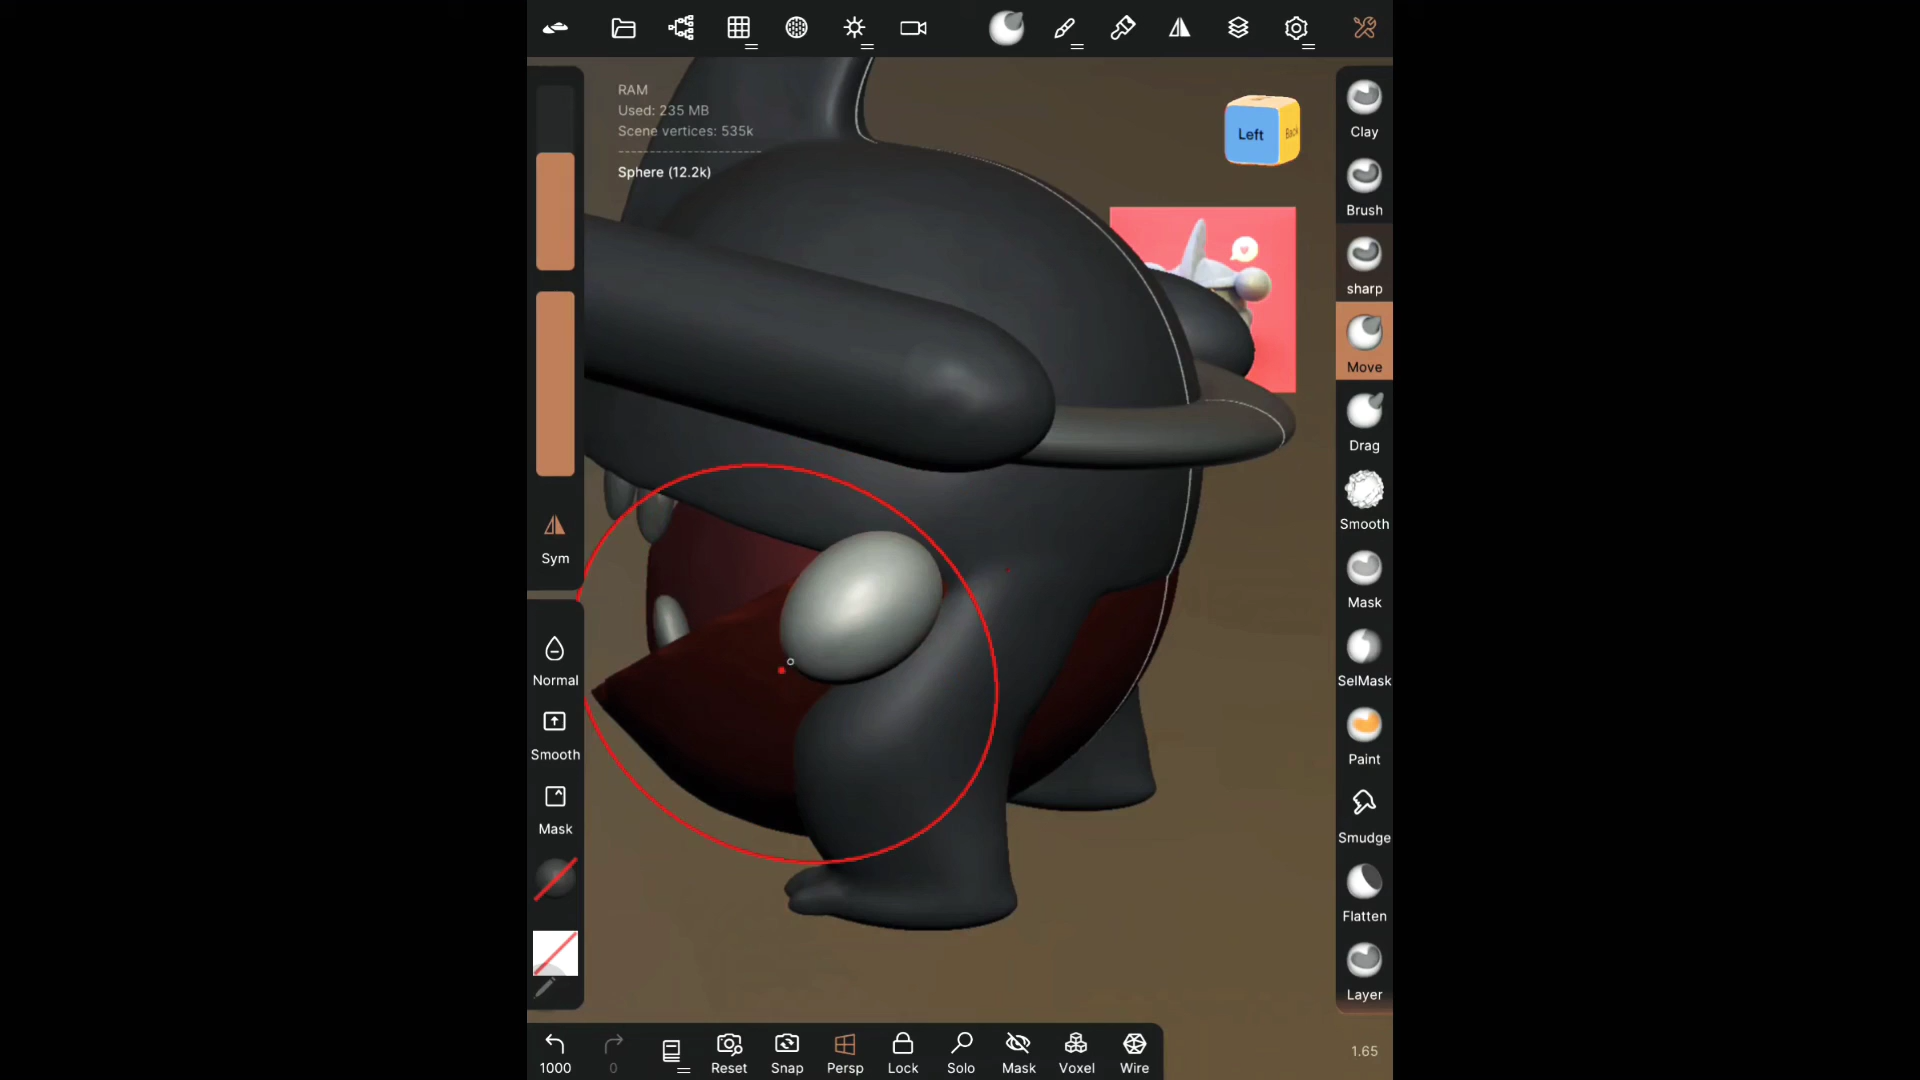 RAM
Used: 235 MB
Scene vertices: 535k
Sphere (12.2k)
Left
Back
Clay
Brush
sharp
Move
Drag
Smooth
Mask
SelMask
Paint
Smudge
Flatten
Layer
Sym
Normal
Smooth
Mask
1000
0
Reset
Snap
Persp
Lock
Solo
Mask
Voxel
Wire
1.65